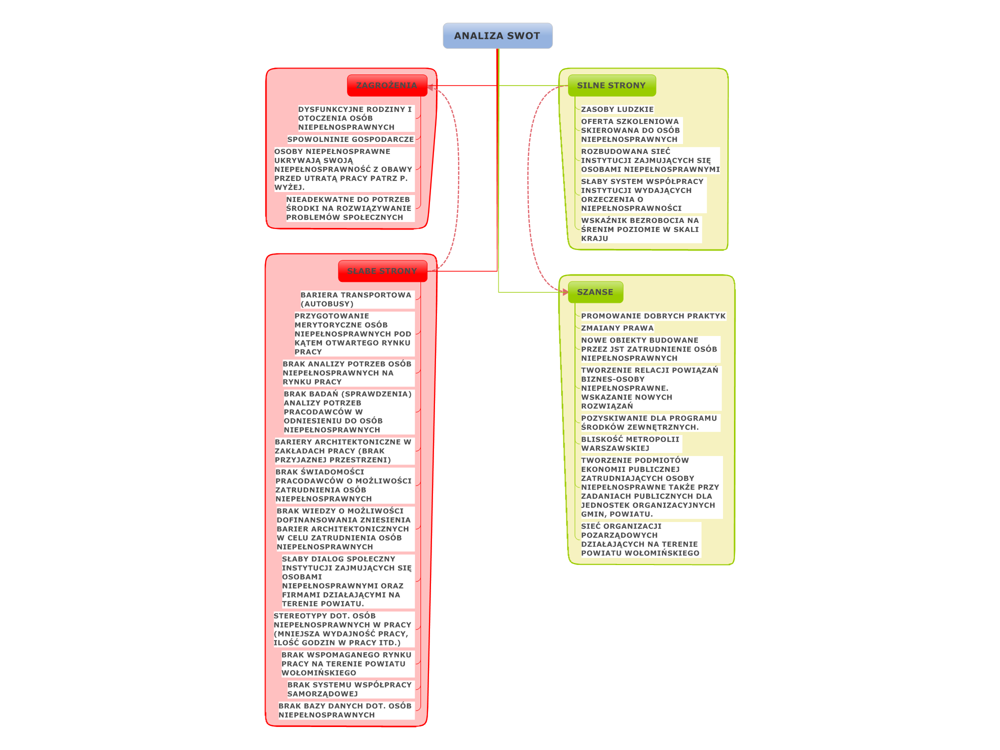 ANALIZA SWOT
ZAGROŻENIA
DYSFUNKCYJNE RODZINY I
OTOCZENIA OSÓB
NIEPEŁNOSPRAWNYCH
SPOWOLNINIE GOSPODARCZE
OSOBY NIEPEŁNOSPRAWNE
UKRYWAJĄ SWOJĄ
NIEPEŁNOSPRAWNOŚĆ Z OBAWY
PRZED UTRATĄ PRACY PATRZ P.
WYŻEJ.
NIEADEKWATNE DO POTRZEB
ŚRODKI NA ROZWIĄZYWANIE
PROBLEMÓW SPOŁECZNYCH
SŁABE STRONY
BARIERA TRANSPORTOWA
(AUTOBUSY)
PRZYGOTOWANIE
MERYTORYCZNE OSÓB
NIEPEŁNOSPRAWNYCH POD
KĄTEM OTWARTEGO RYNKU
PRACY
BRAK ANALIZY POTRZEB OSÓB
NIEPEŁNOSPRAWNYCH NA
RYNKU PRACY
BRAK BADAŃ (SPRAWDZENIA)
ANALIZY POTRZEB
PRACODAWCÓW W
ODNIESIENIU DO OSÓB
NIEPEŁNOSPRAWNYCH
BARIERY ARCHITEKTONICZNE W
ZAKŁADACH PRACY (BRAK
PRZYJAZNEJ PRZESTRZENI)
BRAK ŚWIADOMOŚCI
PRACODAWCÓW O MOŻLIWOŚCI
ZATRUDNIENIA OSÓB
NIEPEŁNOSPRAWNYCH
BRAK WIEDZY O MOŻLIWOŚCI
DOFINANSOWANIA ZNIESIENIA
BARIER ARCHITEKTONICZNYCH
W CELU ZATRUDNIENIA OSÓB
NIEPEŁNOSPRAWNYCH
SŁABY DIALOG SPOŁECZNY
INSTYTUCJI ZAJMUJĄCYCH SIĘ
OSOBAMI
NIEPEŁNOSPRAWNYMI ORAZ
FIRMAMI DZIAŁAJĄCYMI NA
TERENIE POWIATU.
STEREOTYPY DOT. OSÓB
NIEPEŁNOSPRAWNYCH W PRACY
(MNIEJSZA WYDAJNOŚĆ PRACY,
ILOŚĆ GODZIN W PRACY ITD.)
BRAK WSPOMAGANEGO RYNKU
PRACY NA TERENIE POWIATU
WOŁOMIŃSKIEGO
BRAK SYSTEMU WSPÓŁPRACY
SAMORZĄDOWEJ
BRAK BAZY DANYCH DOT. OSÓB
NIEPEŁNOSPRAWNYCH
SILNE STRONY
ZASOBY LUDZKIE
OFERTA SZKOLENIOWA
SKIEROWANA DO OSÓB
NIEPEŁNOSPRAWNYCH
ROZBUDOWANA SIEĆ
INSTYTUCJI ZAJMUJĄCYCH SIĘ
OSOBAMI NIEPEŁNOSPRAWNYMI
SŁABY SYSTEM WSPÓŁPRACY
INSTYTUCJI WYDAJĄCYCH
ORZECZENIA O
NIEPEŁNOSPRAWNOŚCI
WSKAŹNIK BEZROBOCIA NA
ŚRENIM POZIOMIE W SKALI
KRAJU
SZANSE
PROMOWANIE DOBRYCH PRAKTYK
ZMAIANY PRAWA
NOWE OBIEKTY BUDOWANE
PRZEZ JST ZATRUDNIENIE OSÓB
NIEPEŁNOSPRAWNYCH
TWORZENIE RELACJI POWIĄZAŃ
BIZNES-OSOBY
NIEPEŁNOSPRAWNE.
WSKAZANIE NOWYCH
ROZWIĄZAŃ
POZYSKIWANIE DLA PROGRAMU
ŚRODKÓW ZEWNĘTRZNYCH.
BLISKOŚĆ METROPOLII
WARSZAWSKIEJ
TWORZENIE PODMIOTÓW
EKONOMII PUBLICZNEJ
ZATRUDNIAJĄCYCH OSOBY
NIEPEŁNOSPRAWNE TAKŻE PRZY
ZADANIACH PUBLICZNYCH DLA
JEDNOSTEK ORGANIZACYJNYCH
GMIN, POWIATU.
SIEĆ ORGANIZACJI
POZARZĄDOWYCH
DZIAŁAJĄCYCH NA TERENIE
POWIATU WOŁOMIŃSKIEGO